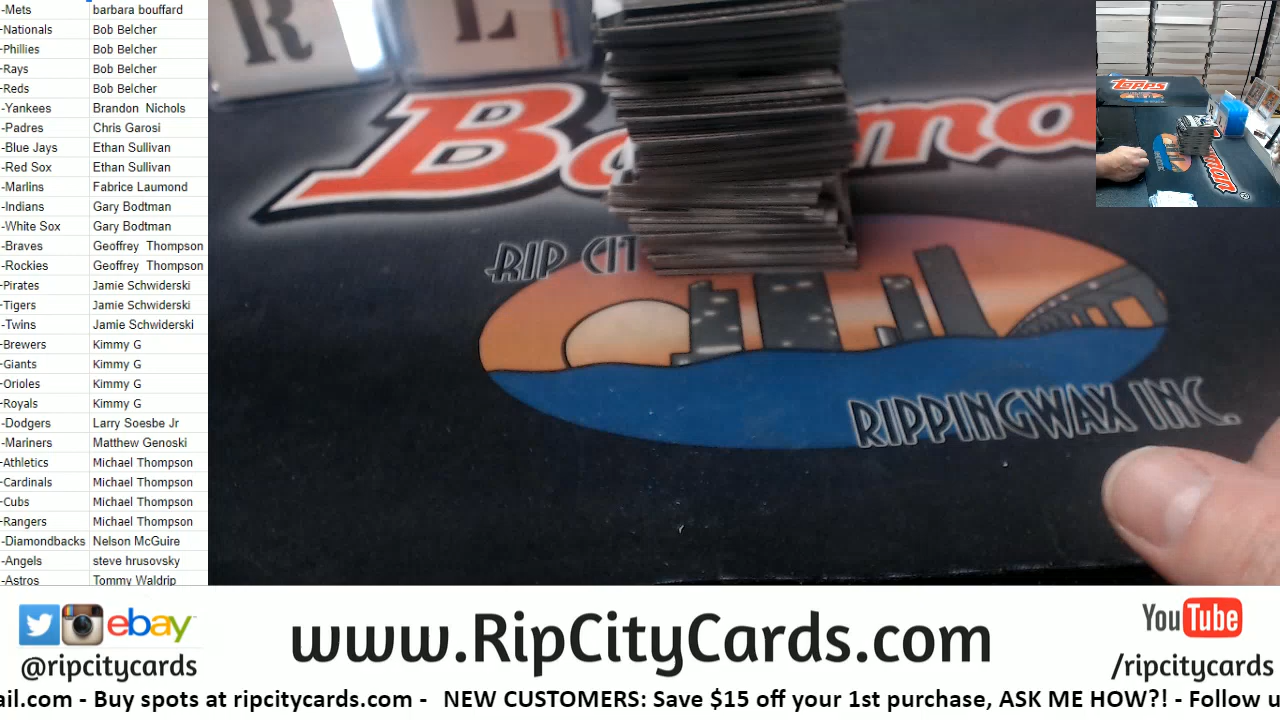 -Mets barbara bouffard
-Nationals Bob Belcher
-Phillies Bob Belcher
-Rays Bob Belcher
-Reds Bob Belcher
-Yankees Brandon Nichols
-Padres Chris Garosi
-Blue Jays Ethan Sullivan
-Red Sox Ethan Sullivan
-Marlins Fabrice Laumond
-Indians Gary Bodtman
-White Sox Gary Bodtman
-Braves Geoffrey Thompson
-Rockies Geoffrey Thompson
-Pirates Jamie Schwiderski
-Tigers Jamie Schwiderski
-Twins Jamie Schwiderski
-Brewers Kimmy G
-Giants Kimmy G
-Orioles Kimmy G
-Royals Kimmy G
-Dodgers Larry Soesbe Jr
-Mariners Matthew Genoski
-Athletics Michael Thompson
-Cardinals Michael Thompson
-Cubs Michael Thompson
-Rangers Michael Thompson
-Diamondbacks Nelson McGuire
-Angels steve hrusovsky
-Astros Tommy Waldrip
R L
RIP CIT
RIPPINGWAX INC.
TOPPS
ebay
@ripcitycards
www.RipCityCards.com
YouTube
/ripcitycards
ail.com - Buy spots at ripcitycards.com - NEW CUSTOMERS: Save $15 off your 1st purchase, ASK ME HOW?! - Follow u